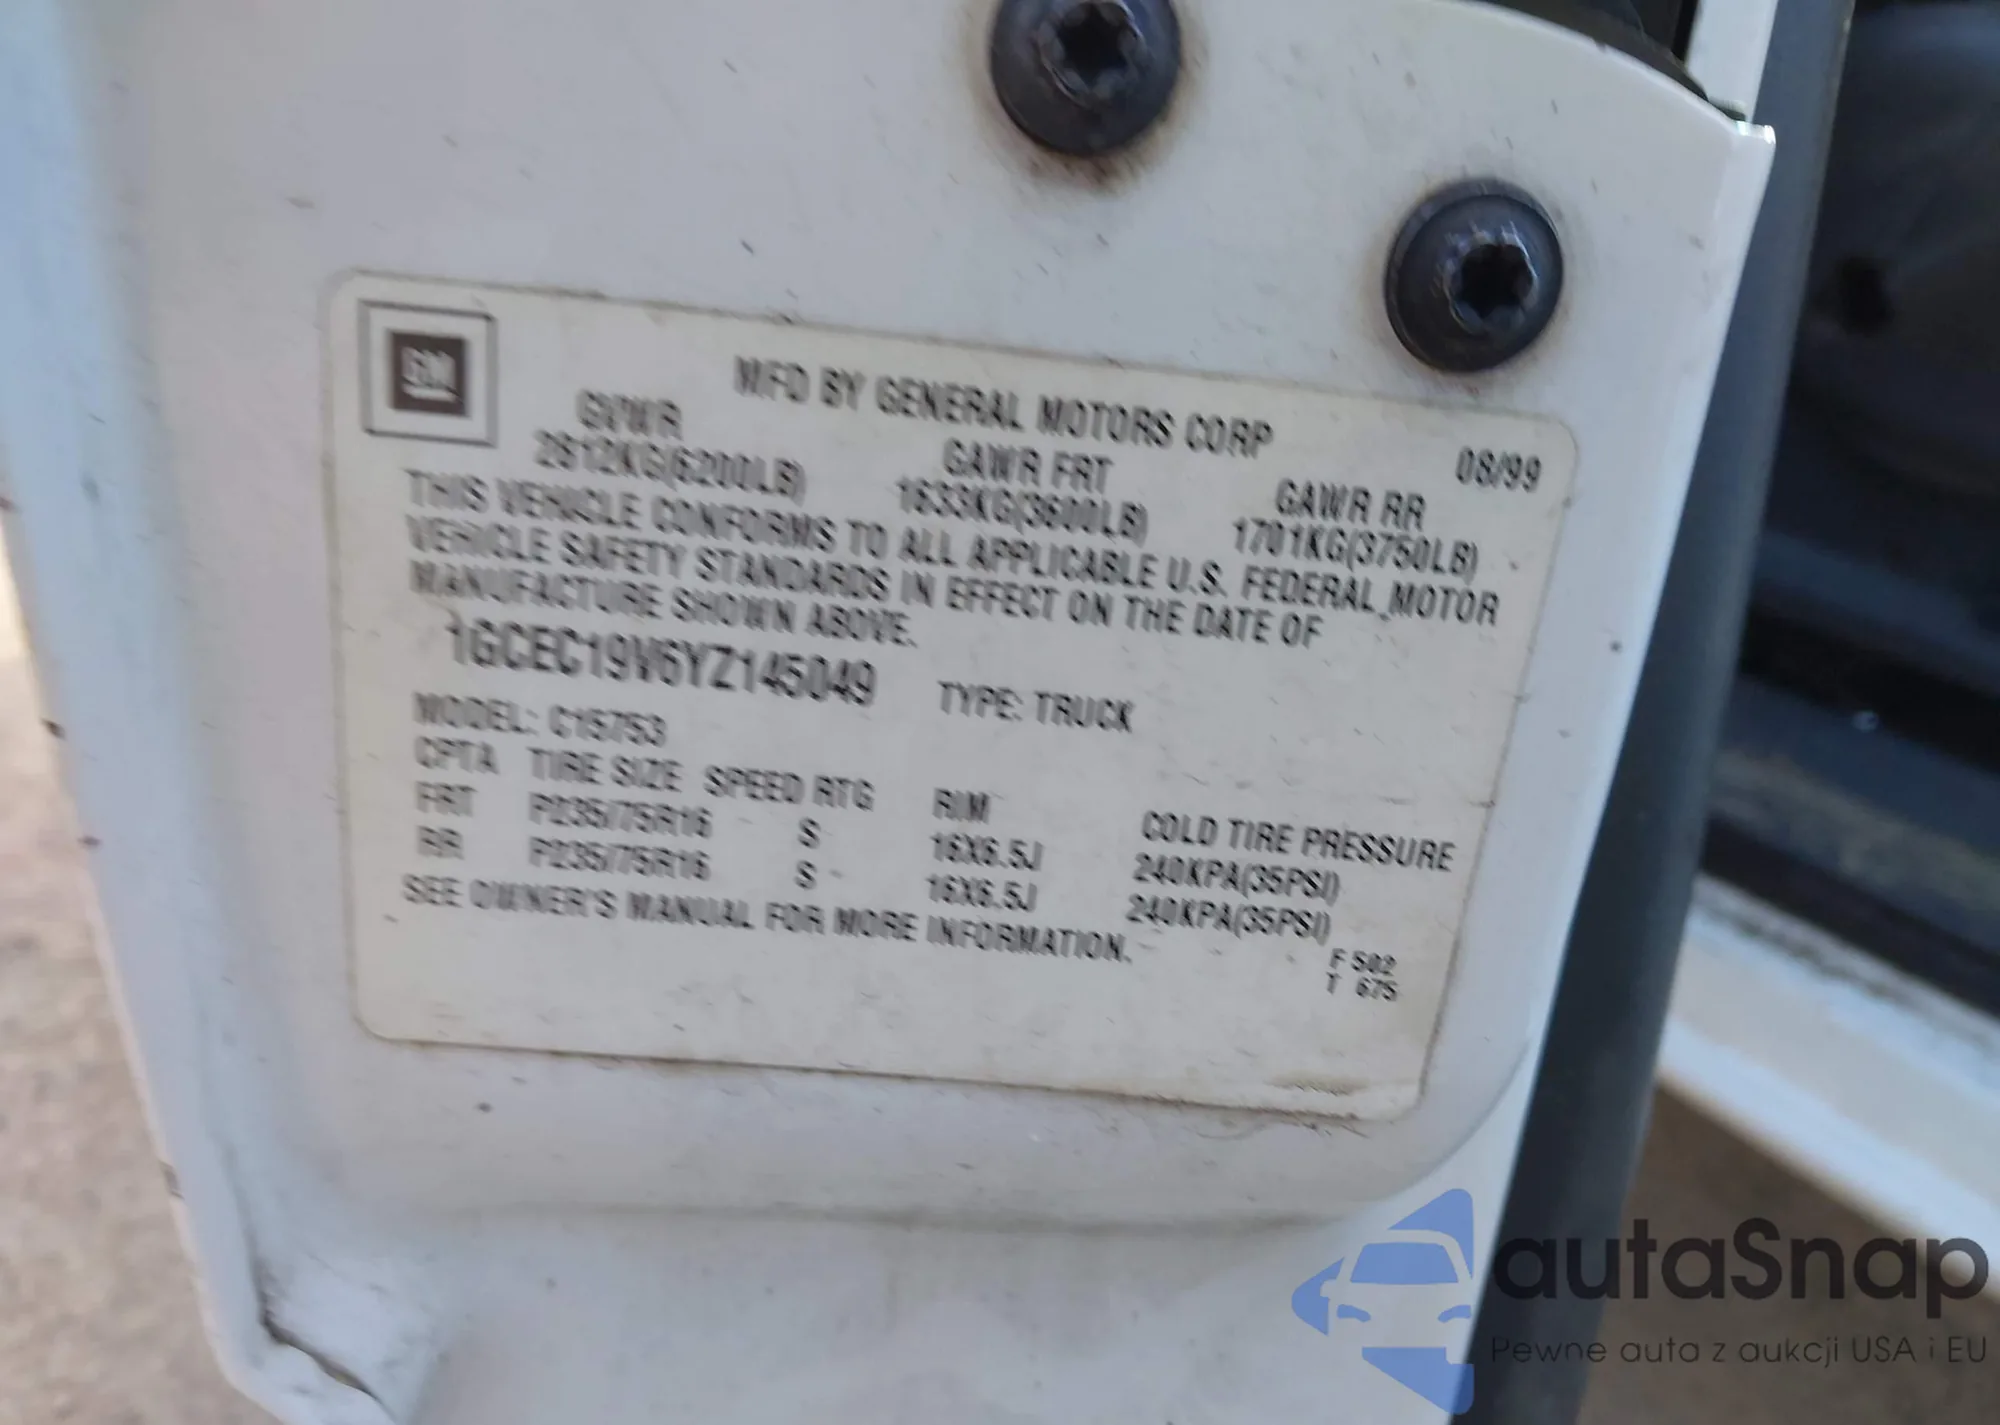 GM
MFD BY GENERAL MOTORS CORP
08/99
GVWR
GAWR FRT
GAWR RR
2812KG(6200LB)
1633KG(3600LB)
1701KG(3750LB)
THIS VEHICLE CONFORMS TO ALL APPLICABLE U.S. FEDERAL MOTOR
VEHICLE SAFETY STANDARDS IN EFFECT ON THE DATE OF
MANUFACTURE SHOWN ABOVE.
1GCEC19V6YZ145049
TYPE: TRUCK
MODEL: C15753
CPTA TIRE SIZE SPEED RTG RIM COLD TIRE PRESSURE
FRT P235/75R16 S 16X6.5J 240KPA(35PSI)
RR P235/75R16 S 16X6.5J 240KPA(35PSI)
SEE OWNER'S MANUAL FOR MORE INFORMATION.
F 502
T 675
autaSnap
Pewne auta z aukcji USA i EU